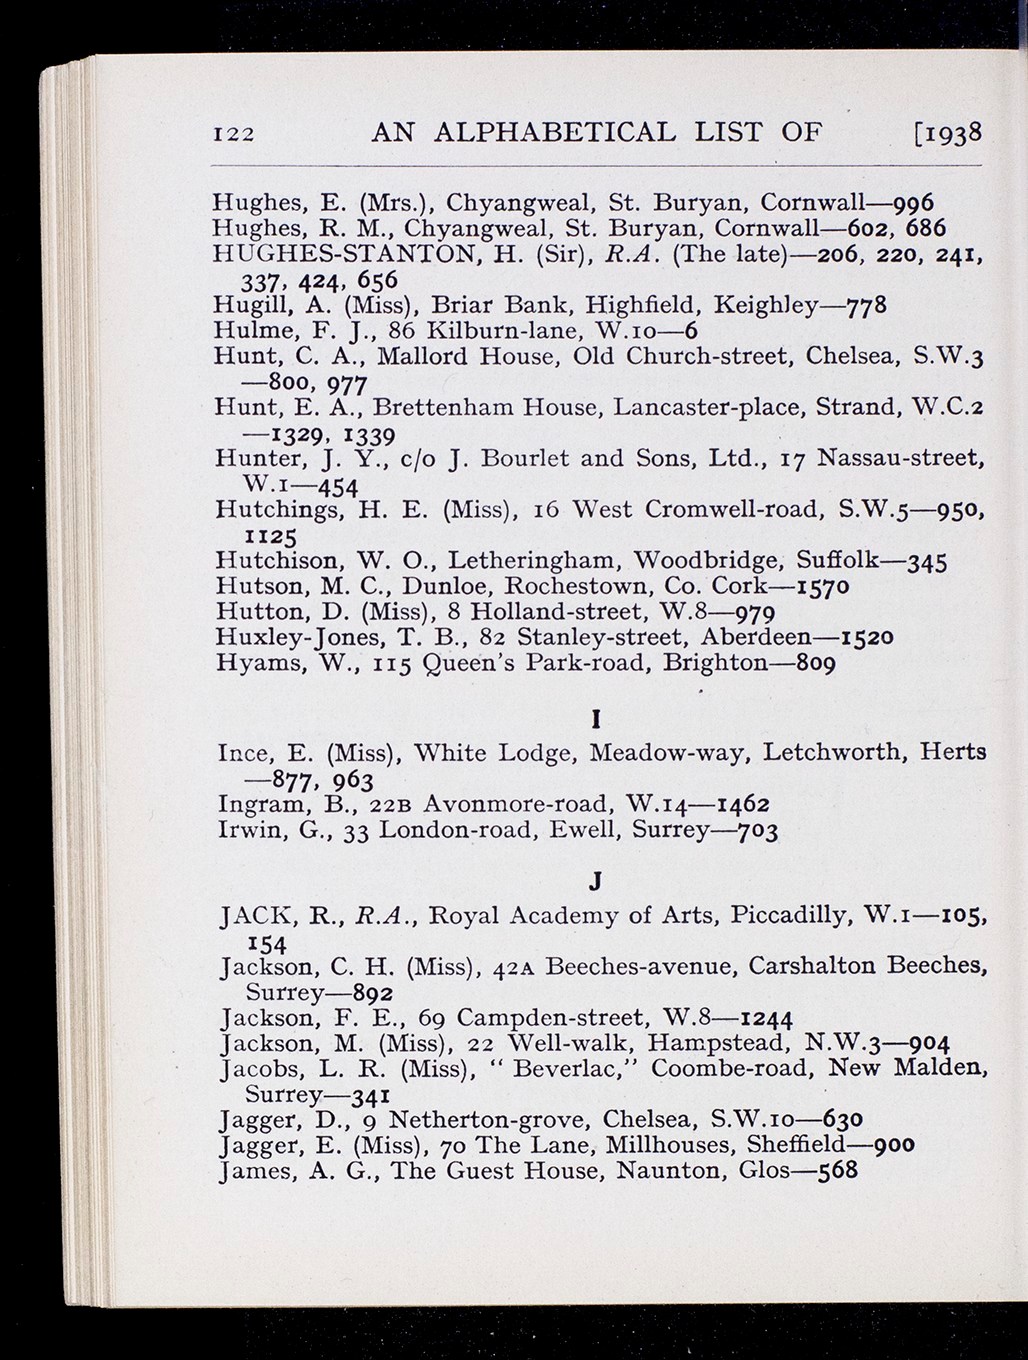 122 AN ALPHABETICAL LIST OF [1938
Hughes, E. (Mrs.), Chyangweal, St. Buryan, Cornwall—996
Hughes, R. M., Chyangweal, St. Buryan, Cornwall—602, 686
HUGHES-STANTON, H. (Sir), R.A. (The late)—206, 220, 241,
337, 424, 656
Hugill, A. (Miss), Briar Bank, Highfield, Keighley—778
Hulme, F. J., 86 Kilburn-lane, W.10—6
Hunt, C. A., Mallord House, Old Church-street, Chelsea, S.W.3
—800, 977
Hunt, E. A., Brettenham House, Lancaster-place, Strand, W.C.2
—1329, 1339
Hunter, J. Y., c/o J. Bourlet and Sons, Ltd., 17 Nassau-street,
W.1—454
Hutchings, H. E. (Miss), 16 West Cromwell-road, S.W.5—950,
1125
Hutchison, W. O., Letheringham, Woodbridge, Suffolk—345
Hutson, M. C., Dunloe, Rochestown, Co. Cork—1570
Hutton, D. (Miss), 8 Holland-street, W.8—979
Huxley-Jones, T. B., 82 Stanley-street, Aberdeen—1520
Hyams, W., 115 Queen's Park-road, Brighton—809
I
Ince, E. (Miss), White Lodge, Meadow-way, Letchworth, Herts
—877, 963
Ingram, B., 22B Avonmore-road, W.14—1462
Irwin, G., 33 London-road, Ewell, Surrey—703
J
JACK, R., R.A., Royal Academy of Arts, Piccadilly, W.1—105,
154
Jackson, C. H. (Miss), 42A Beeches-avenue, Carshalton Beeches,
Surrey—892
Jackson, F. E., 69 Campden-street, W.8—1244
Jackson, M. (Miss), 22 Well-walk, Hampstead, N.W.3—904
Jacobs, L. R. (Miss), “ Beverlac,” Coombe-road, New Malden,
Surrey—341
Jagger, D., 9 Netherton-grove, Chelsea, S.W.10—630
Jagger, E. (Miss), 70 The Lane, Millhouses, Sheffield—900
James, A. G., The Guest House, Naunton, Glos—568